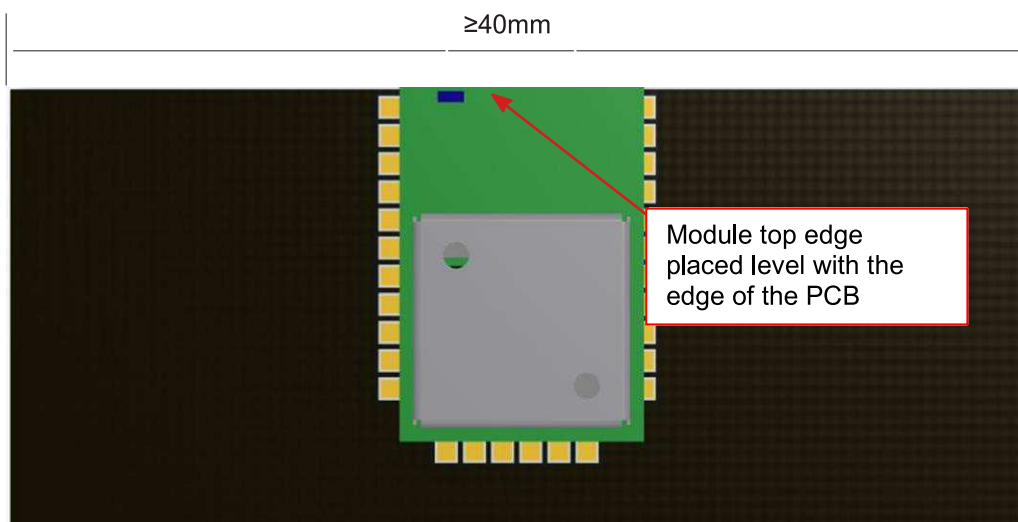 ≥40mm
Module top edge
placed level with the
edge of the PCB